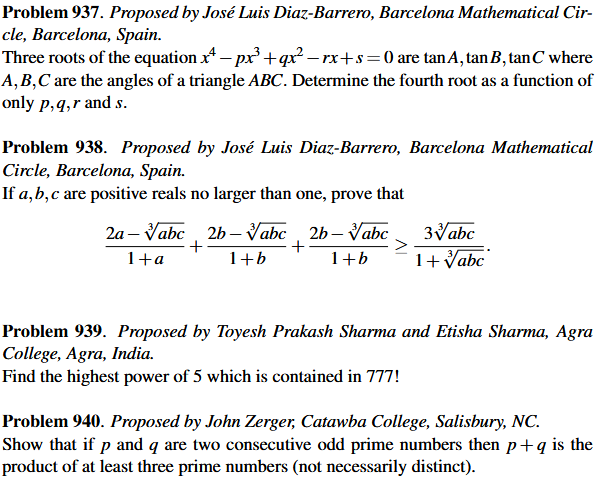 Problem 937. Proposed by José Luis Diaz-Barrero, Barcelona Mathematical Cir-
cle, Barcelona, Spain.
Three roots of the equation x⁴ − px³ + qx² − rx + s = 0 are tan A, tan B, tan C where
A, B, C are the angles of a triangle ABC. Determine the fourth root as a function of
only p, q, r and s.
Problem 938. Proposed by José Luis Diaz-Barrero, Barcelona Mathematical
Circle, Barcelona, Spain.
If a, b, c are positive reals no larger than one, prove that
(2a − ∛abc)/(1 + a) + (2b − ∛abc)/(1 + b) + (2b − ∛abc)/(1 + b) ≥ 3∛abc/(1 + ∛abc).
Problem 939. Proposed by Toyesh Prakash Sharma and Etisha Sharma, Agra
College, Agra, India.
Find the highest power of 5 which is contained in 777!
Problem 940. Proposed by John Zerger, Catawba College, Salisbury, NC.
Show that if p and q are two consecutive odd prime numbers then p + q is the
product of at least three prime numbers (not necessarily distinct).